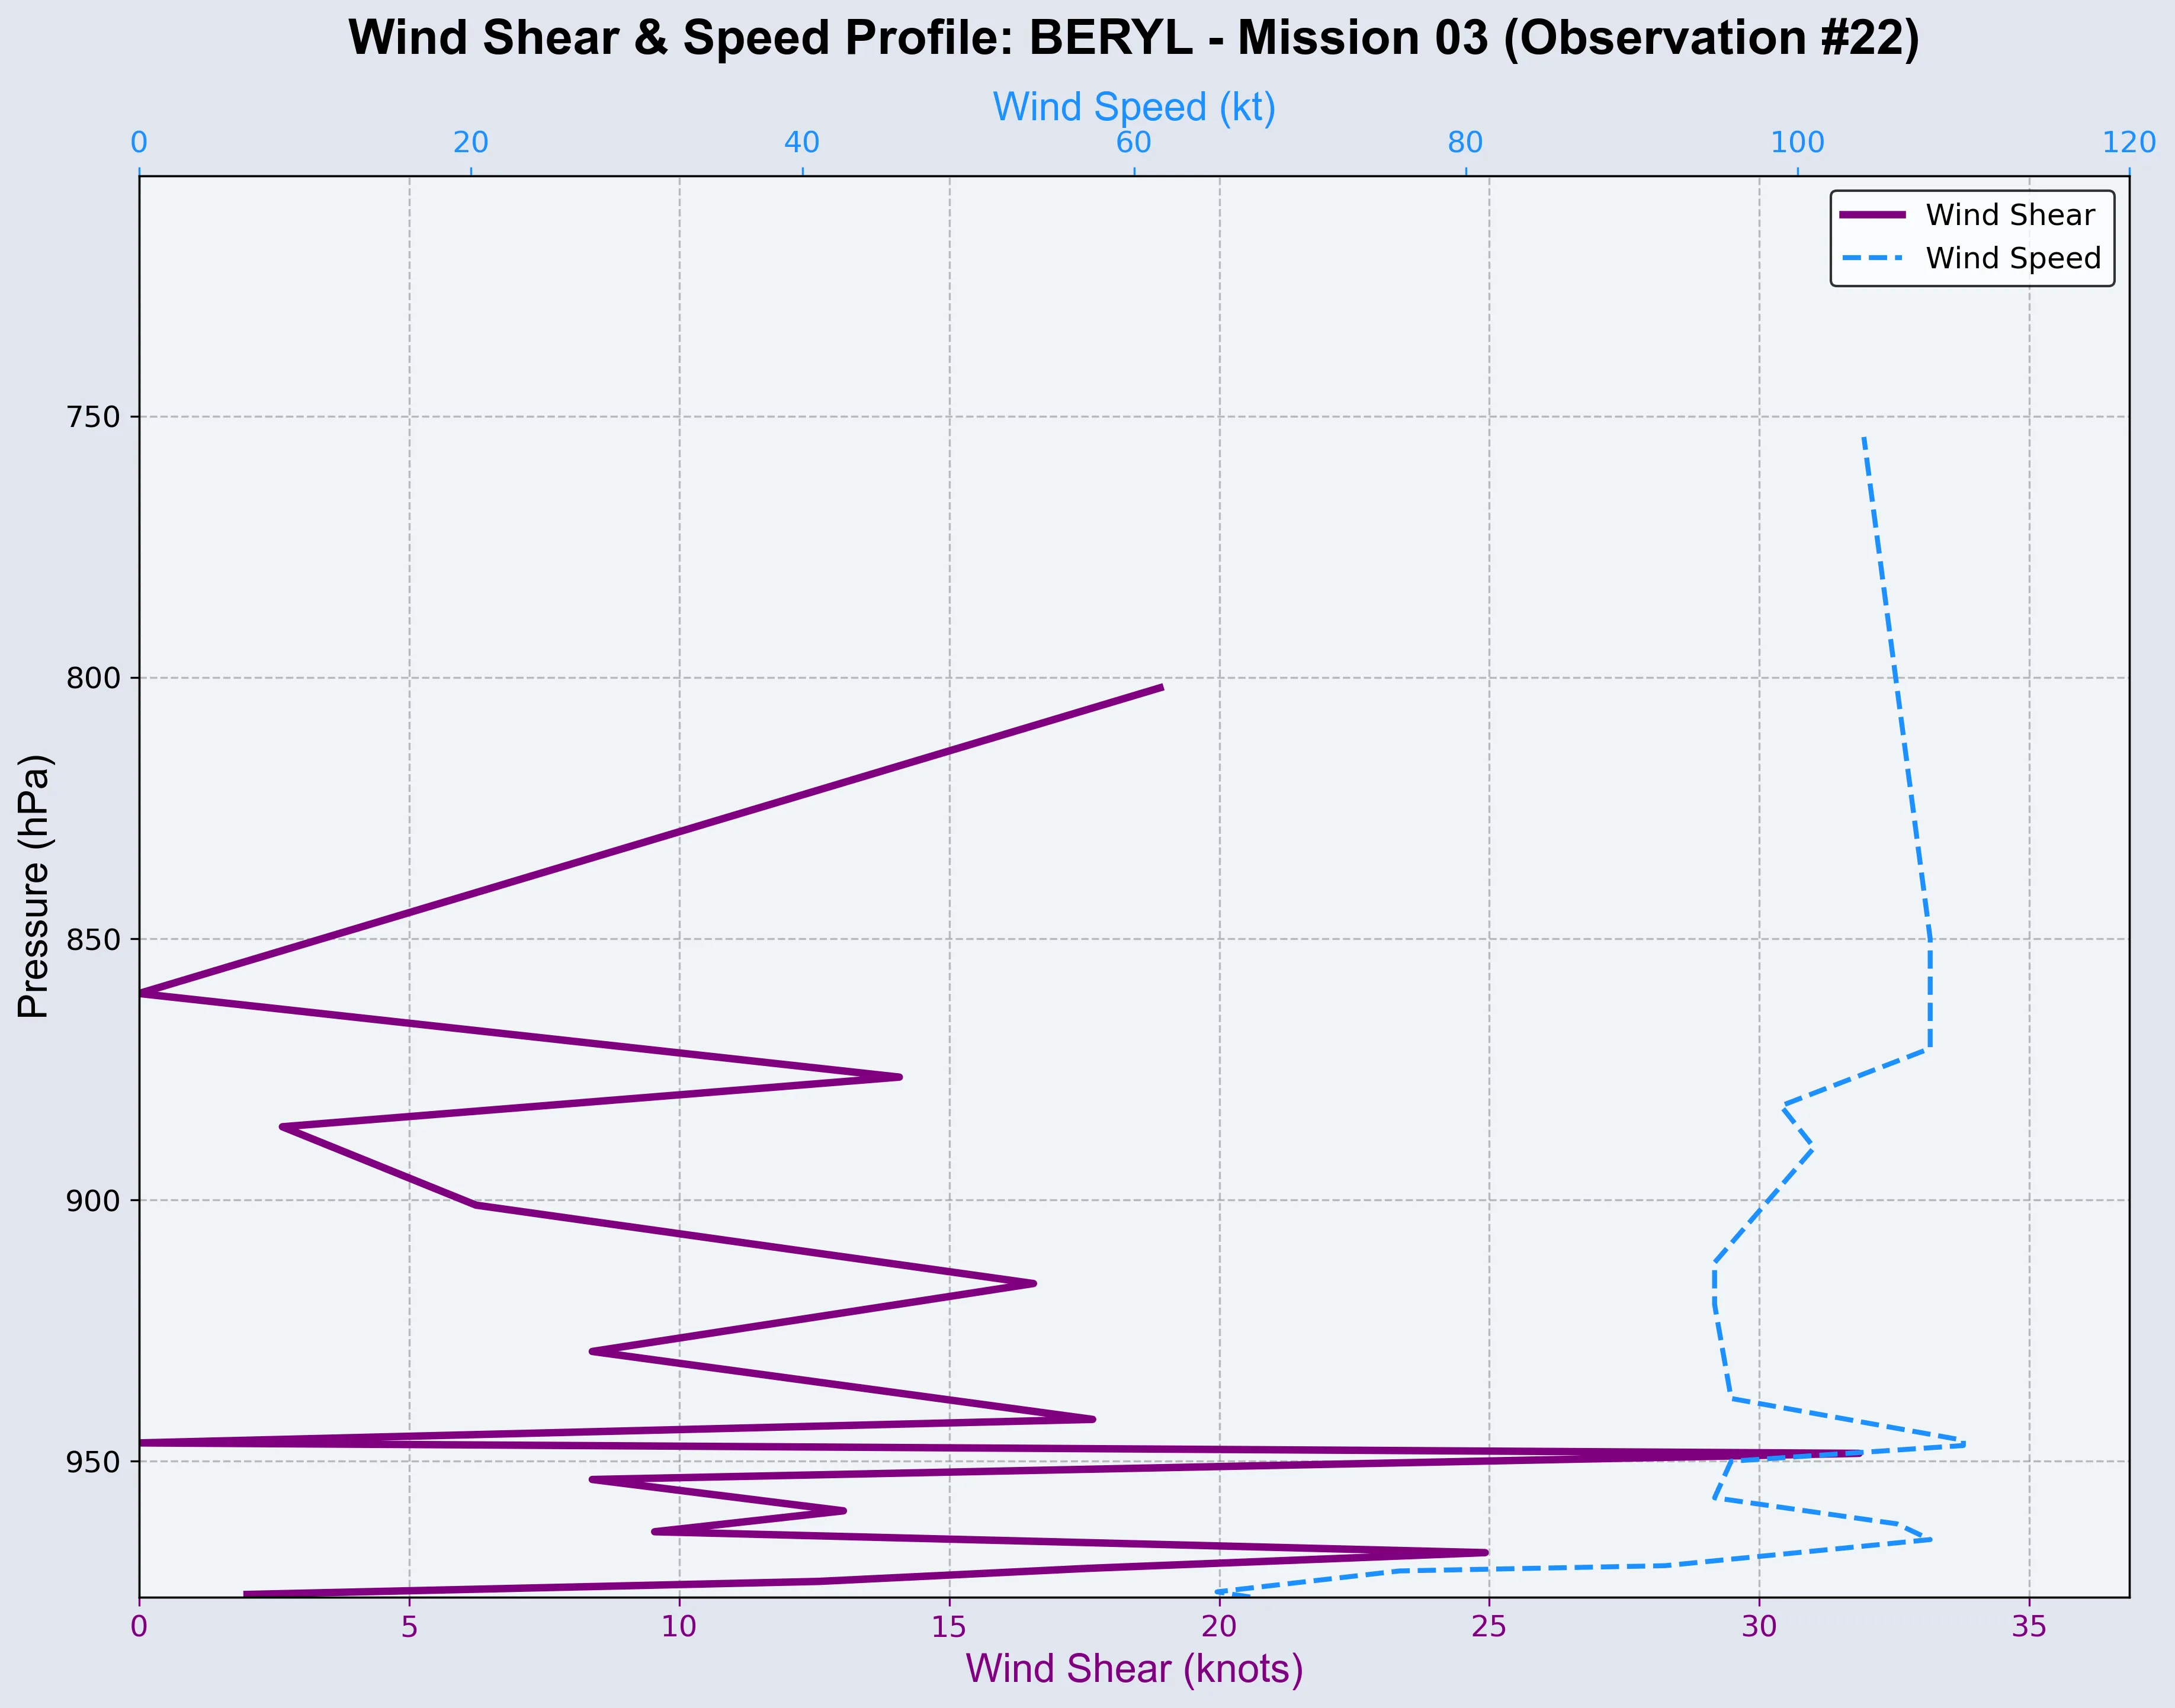 Wind Shear & Speed Profile: BERYL - Mission 03 (Observation #22)
Wind Speed (kt)
0 20 40 60 80 100 120
Wind Shear
Wind Speed
750
800
850
900
950
Pressure (hPa)
0 5 10 15 20 25 30 35
Wind Shear (knots)